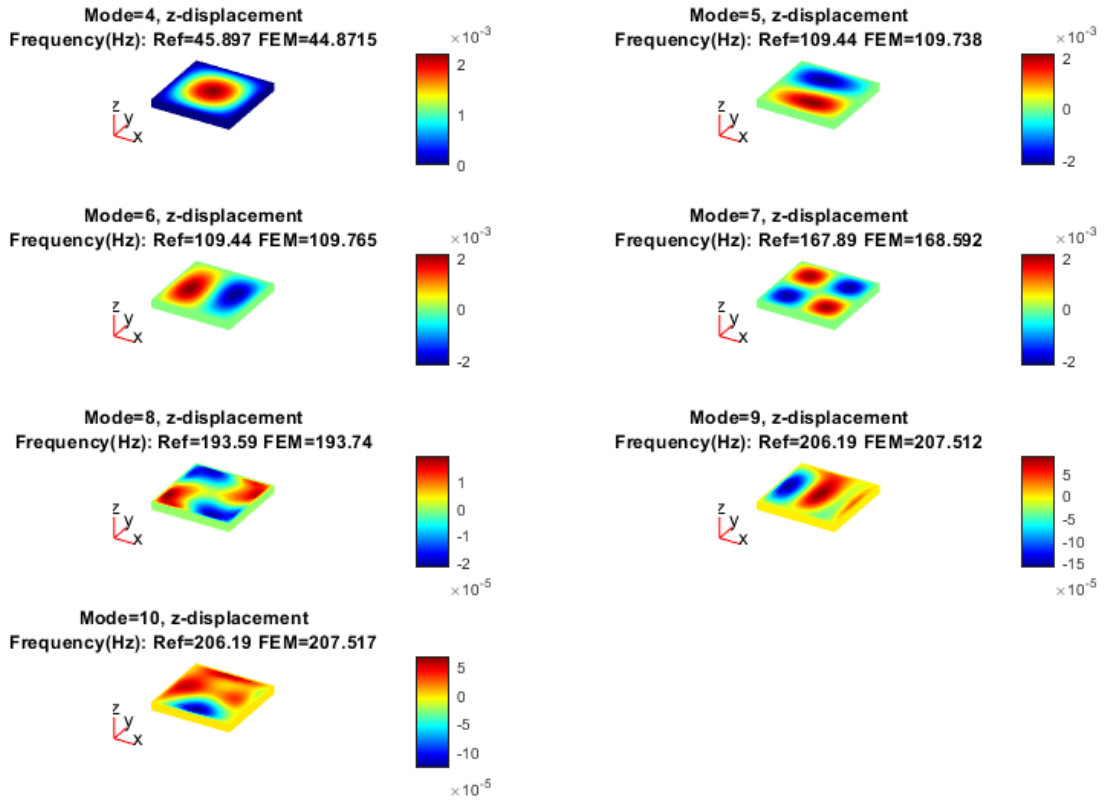 Mode=4, z-displacement
Frequency(Hz): Ref=45.897 FEM=44.8715
×10-3
2
1
0
z
y
x
Mode=5, z-displacement
Frequency(Hz): Ref=109.44 FEM=109.738
×10-3
2
0
-2
z
y
x
Mode=6, z-displacement
Frequency(Hz): Ref=109.44 FEM=109.765
×10-3
2
0
-2
z
y
x
Mode=7, z-displacement
Frequency(Hz): Ref=167.89 FEM=168.592
×10-3
2
0
-2
z
y
x
Mode=8, z-displacement
Frequency(Hz): Ref=193.59 FEM=193.74
1
0
-1
-2
×10-5
z
y
x
Mode=9, z-displacement
Frequency(Hz): Ref=206.19 FEM=207.512
5
0
-5
-10
-15
×10-5
z
y
x
Mode=10, z-displacement
Frequency(Hz): Ref=206.19 FEM=207.517
5
0
-5
-10
×10-5
z
y
x